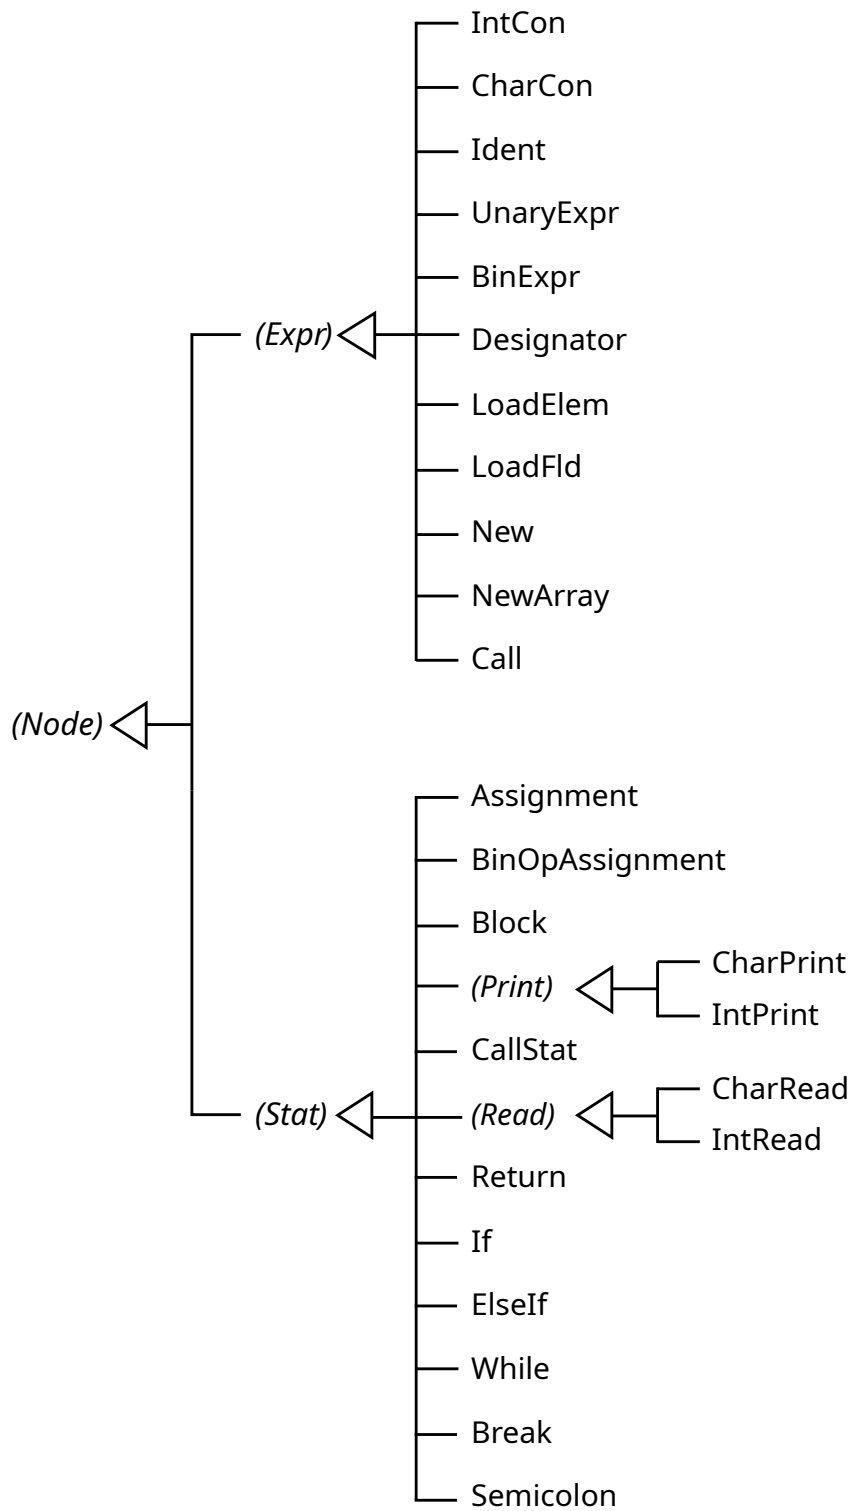 IntCon
CharCon
Ident
UnaryExpr
BinExpr
(Expr)
Designator
LoadElem
LoadFld
New
NewArray
Call
(Node)
Assignment
BinOpAssignment
Block
(Print)
CharPrint
IntPrint
CallStat
(Stat)
(Read)
CharRead
IntRead
Return
If
ElseIf
While
Break
Semicolon